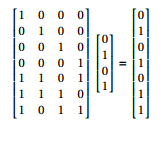 1 0 0 0 0
0 1 0 0 0 1
0 0 1 0 1 0
0 0 0 1 0 = 1
1 1 0 1 1 0
1 1 1 0 1
1 0 1 1 1